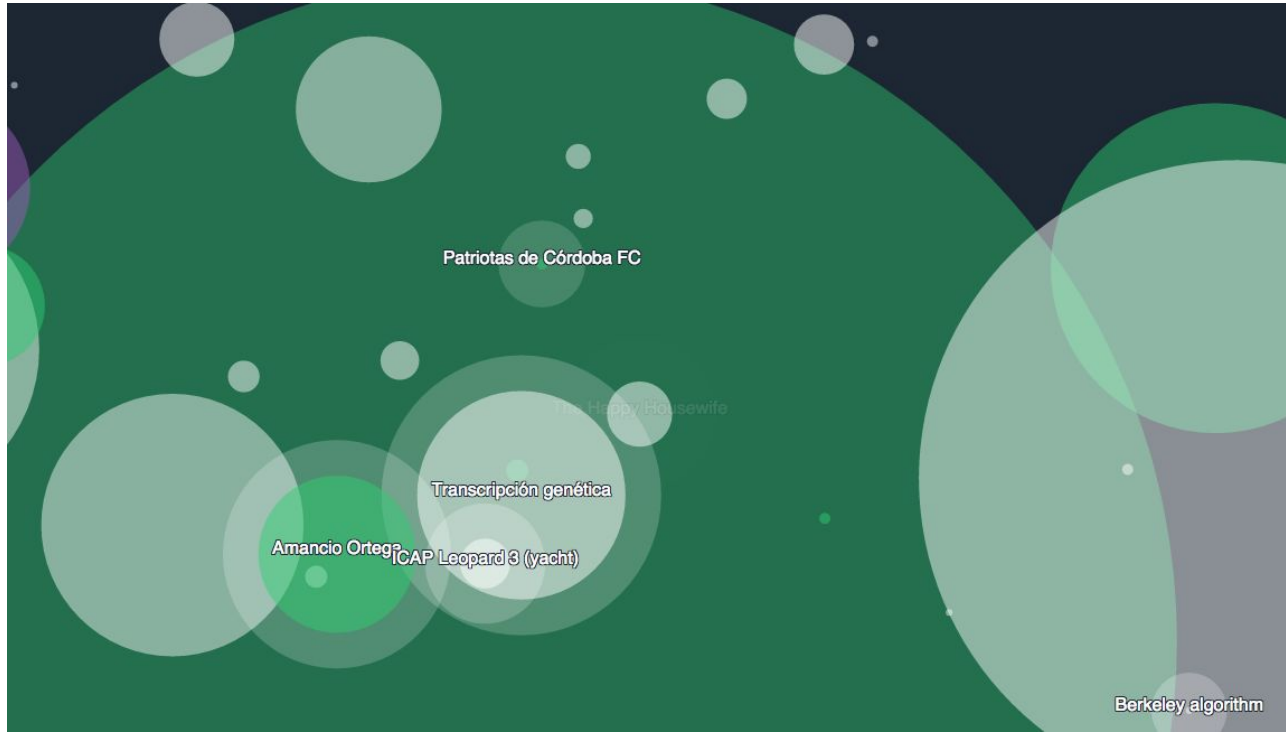 Patriotas de Córdoba FC
The Happy Housewife
Transcripción genética
Amancio Ortega
ICAP Leopard 3 (yacht)
Berkeley algorithm